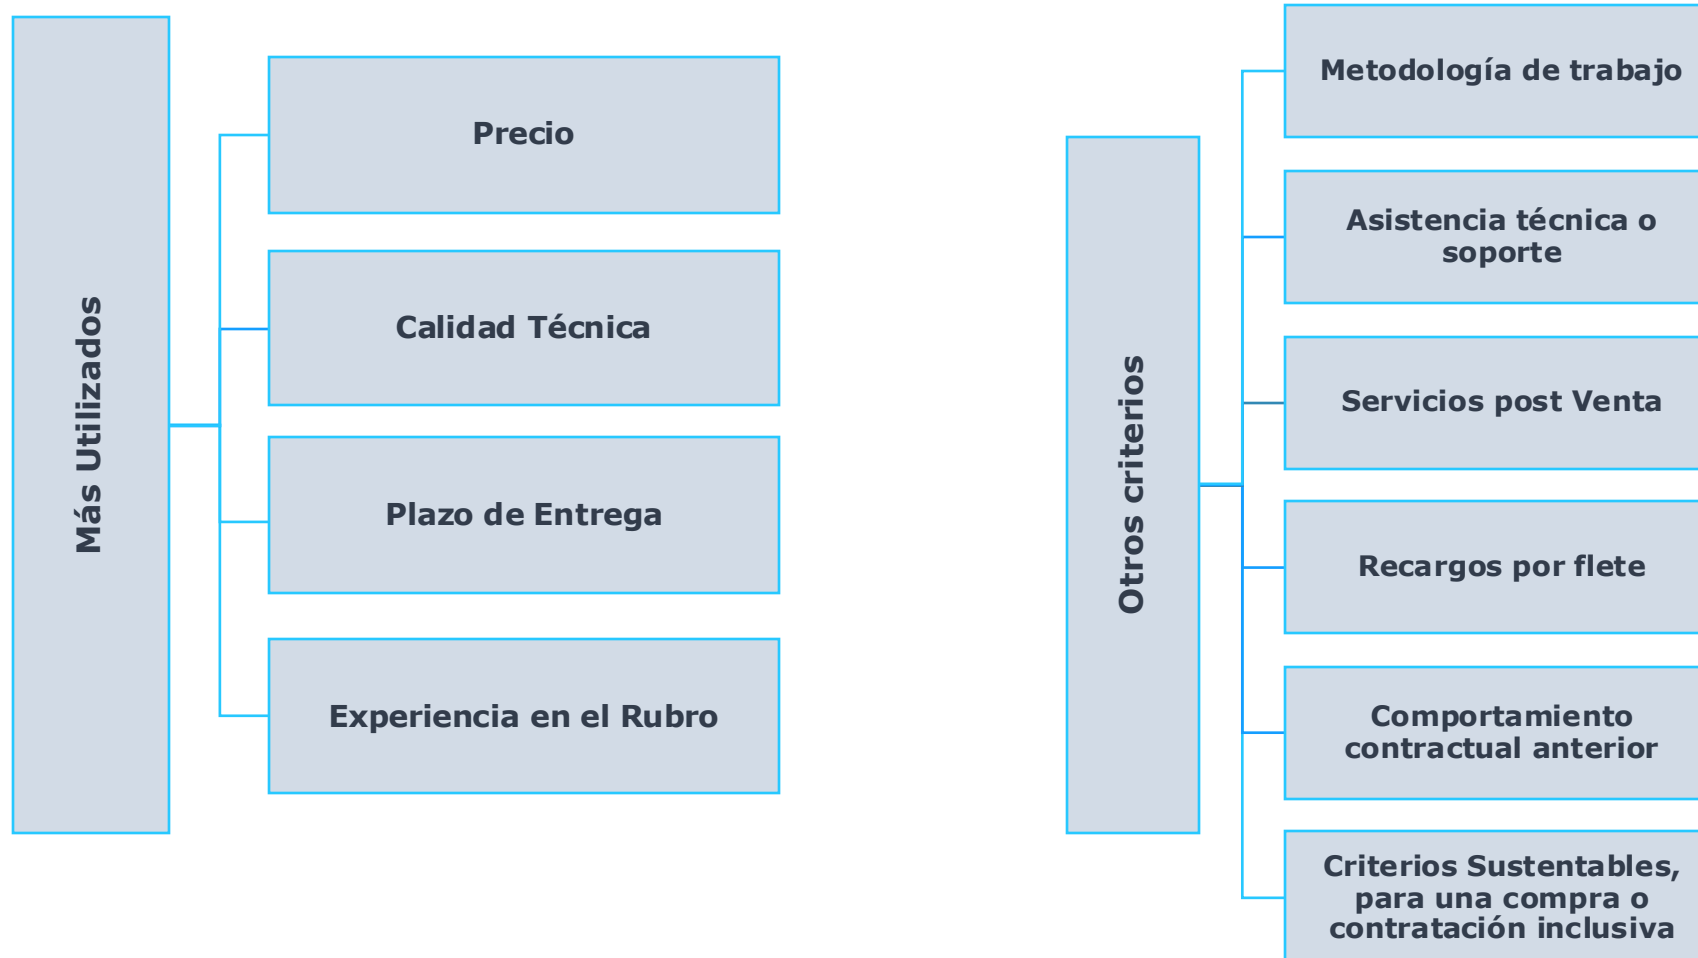 Más Utilizados
Precio
Calidad Técnica
Plazo de Entrega
Experiencia en el Rubro
Otros criterios
Metodología de trabajo
Asistencia técnica o
soporte
Servicios post Venta
Recargos por flete
Comportamiento
contractual anterior
Criterios Sustentables,
para una compra o
contratación inclusiva